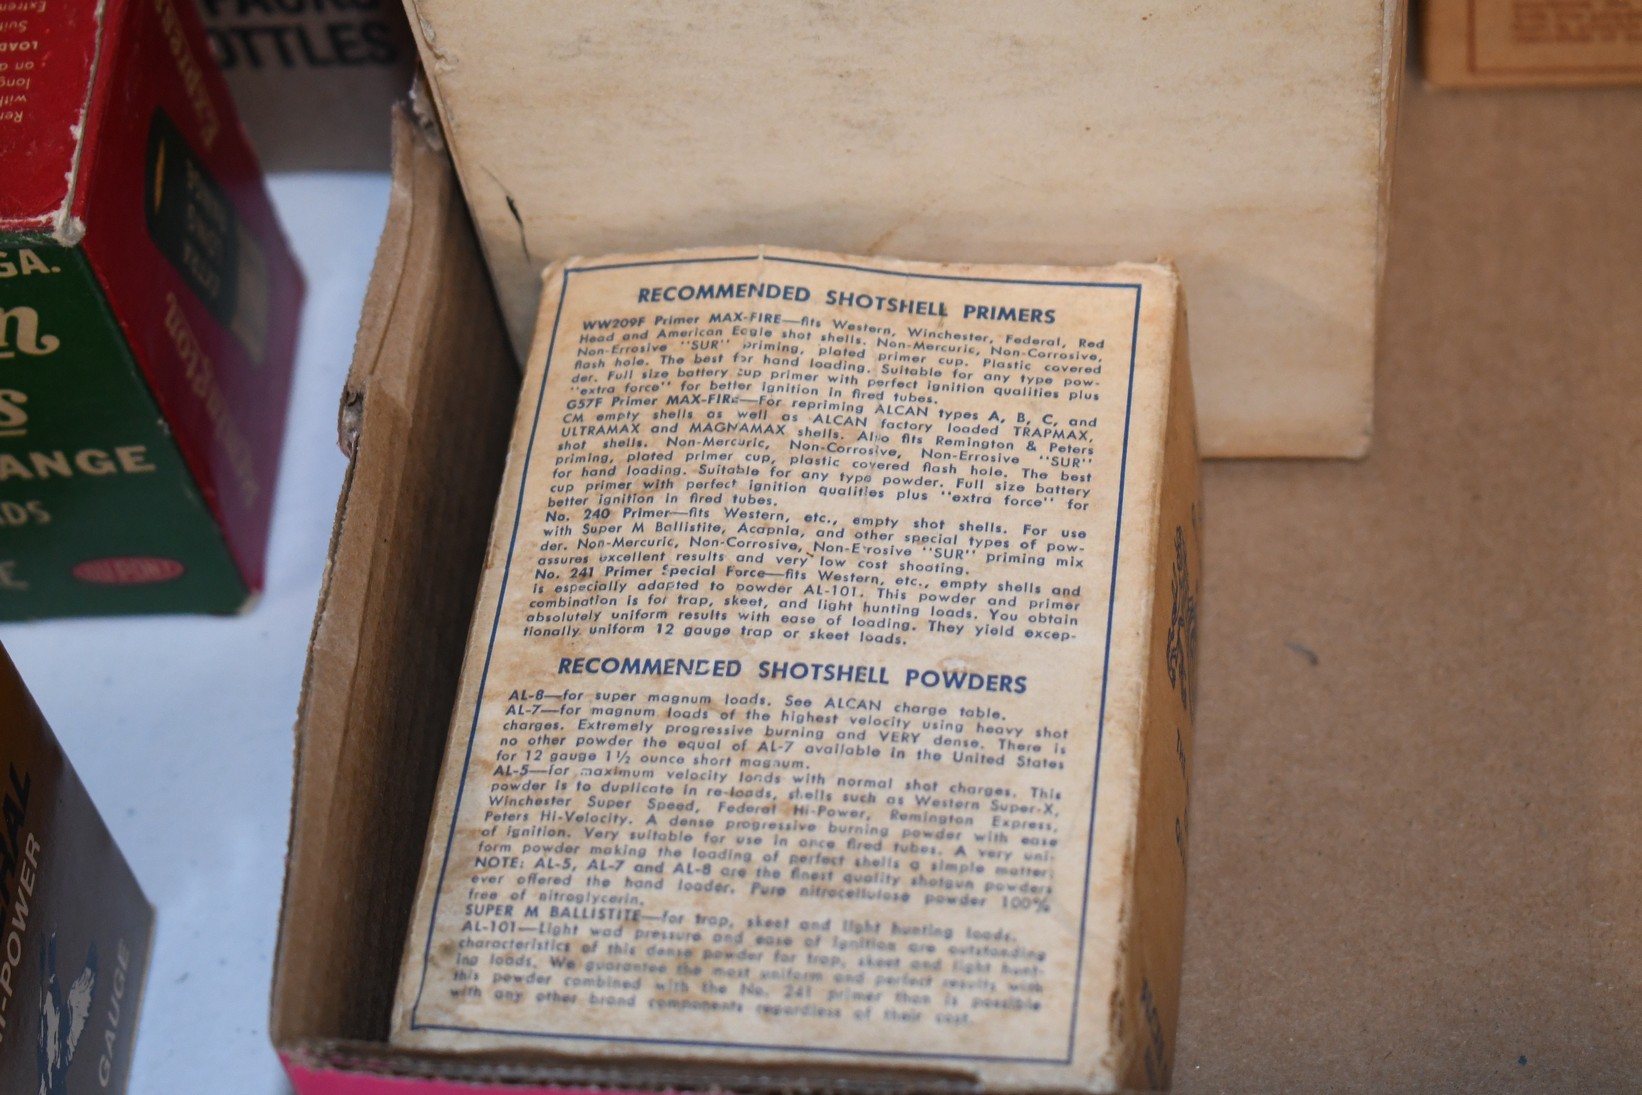 PACKS
OTTLES
Express
Remington
GA.
n
s
ANGE
DS
E
DU PONT
-POWER
GAUGE
RECOMMENDED SHOTSHELL PRIMERS
WW209F Primer MAX-FIRE—fits Western, Winchester, Federal, Red
Head and American Eagle shot shells. Non-Mercuric, Non-Corrosive,
Non-Errosive "SUR" priming, plated primer cup. Plastic covered
flash hole. The best for hand loading. Suitable for any type pow-
der. Full size battery cup primer with perfect ignition qualities plus
"extra force" for better ignition in fired tubes.
G57F Primer MAX-FIRE—For repriming ALCAN types A, B, C, and
CM empty shells as well as ALCAN factory loaded TRAPMAX,
ULTRAMAX and MAGNAMAX shells. Also fits Remington & Peters
shot shells. Non-Mercuric, Non-Corrosive, Non-Errosive "SUR"
priming, plated primer cup, plastic covered flash hole. The best
for hand loading. Suitable for any type powder. Full size battery
cup primer with perfect ignition qualities plus "extra force" for
better ignition in fired tubes.
No. 240 Primer—fits Western, etc., empty shot shells. For use
with Super M Ballistite, Acapnia, and other special types of pow-
der. Non-Mercuric, Non-Corrosive, Non-Errosive "SUR" priming mix
assures excellent results and very low cost shooting.
No. 241 Primer Special Force—fits Western, etc., empty shells and
is especially adapted to powder AL-101. This powder and primer
combination is for trap, skeet, and light hunting loads. You obtain
absolutely uniform results with ease of loading. They yield excep-
tionally uniform 12 gauge trap or skeet loads.
RECOMMENDED SHOTSHELL POWDERS
AL-8—for super magnum loads. See ALCAN charge table.
AL-7—for magnum loads of the highest velocity using heavy shot
charges. Extremely progressive burning and VERY dense. There is
no other powder the equal of AL-7 available in the United States
for 12 gauge 1½ ounce short magnum.
AL-5—for maximum velocity loads with normal shot charges. This
powder is to duplicate in re-loads, shells such as Western Super-X,
Winchester Super Speed, Federal Hi-Power, Remington Express,
Peters Hi-Velocity. A dense progressive burning powder with ease
of ignition. Very suitable for use in once fired tubes. A very uni-
form powder making the loading of perfect shells a simple matter.
NOTE: AL-5, AL-7 and AL-8 are the finest quality shotgun powders
ever offered the hand loader. Pure nitrocellulose powder 100%
free of nitroglycerin.
SUPER M BALLISTITE—for trap, skeet and light hunting loads.
AL-101—Light wad pressure and ease of ignition are outstanding
characteristics of this dense powder for trap, skeet and light hunt-
ing loads. We guarantee the most uniform and perfect results with
this powder combined with the No. 241 primer than is possible
with any other brand components regardless of their cost.